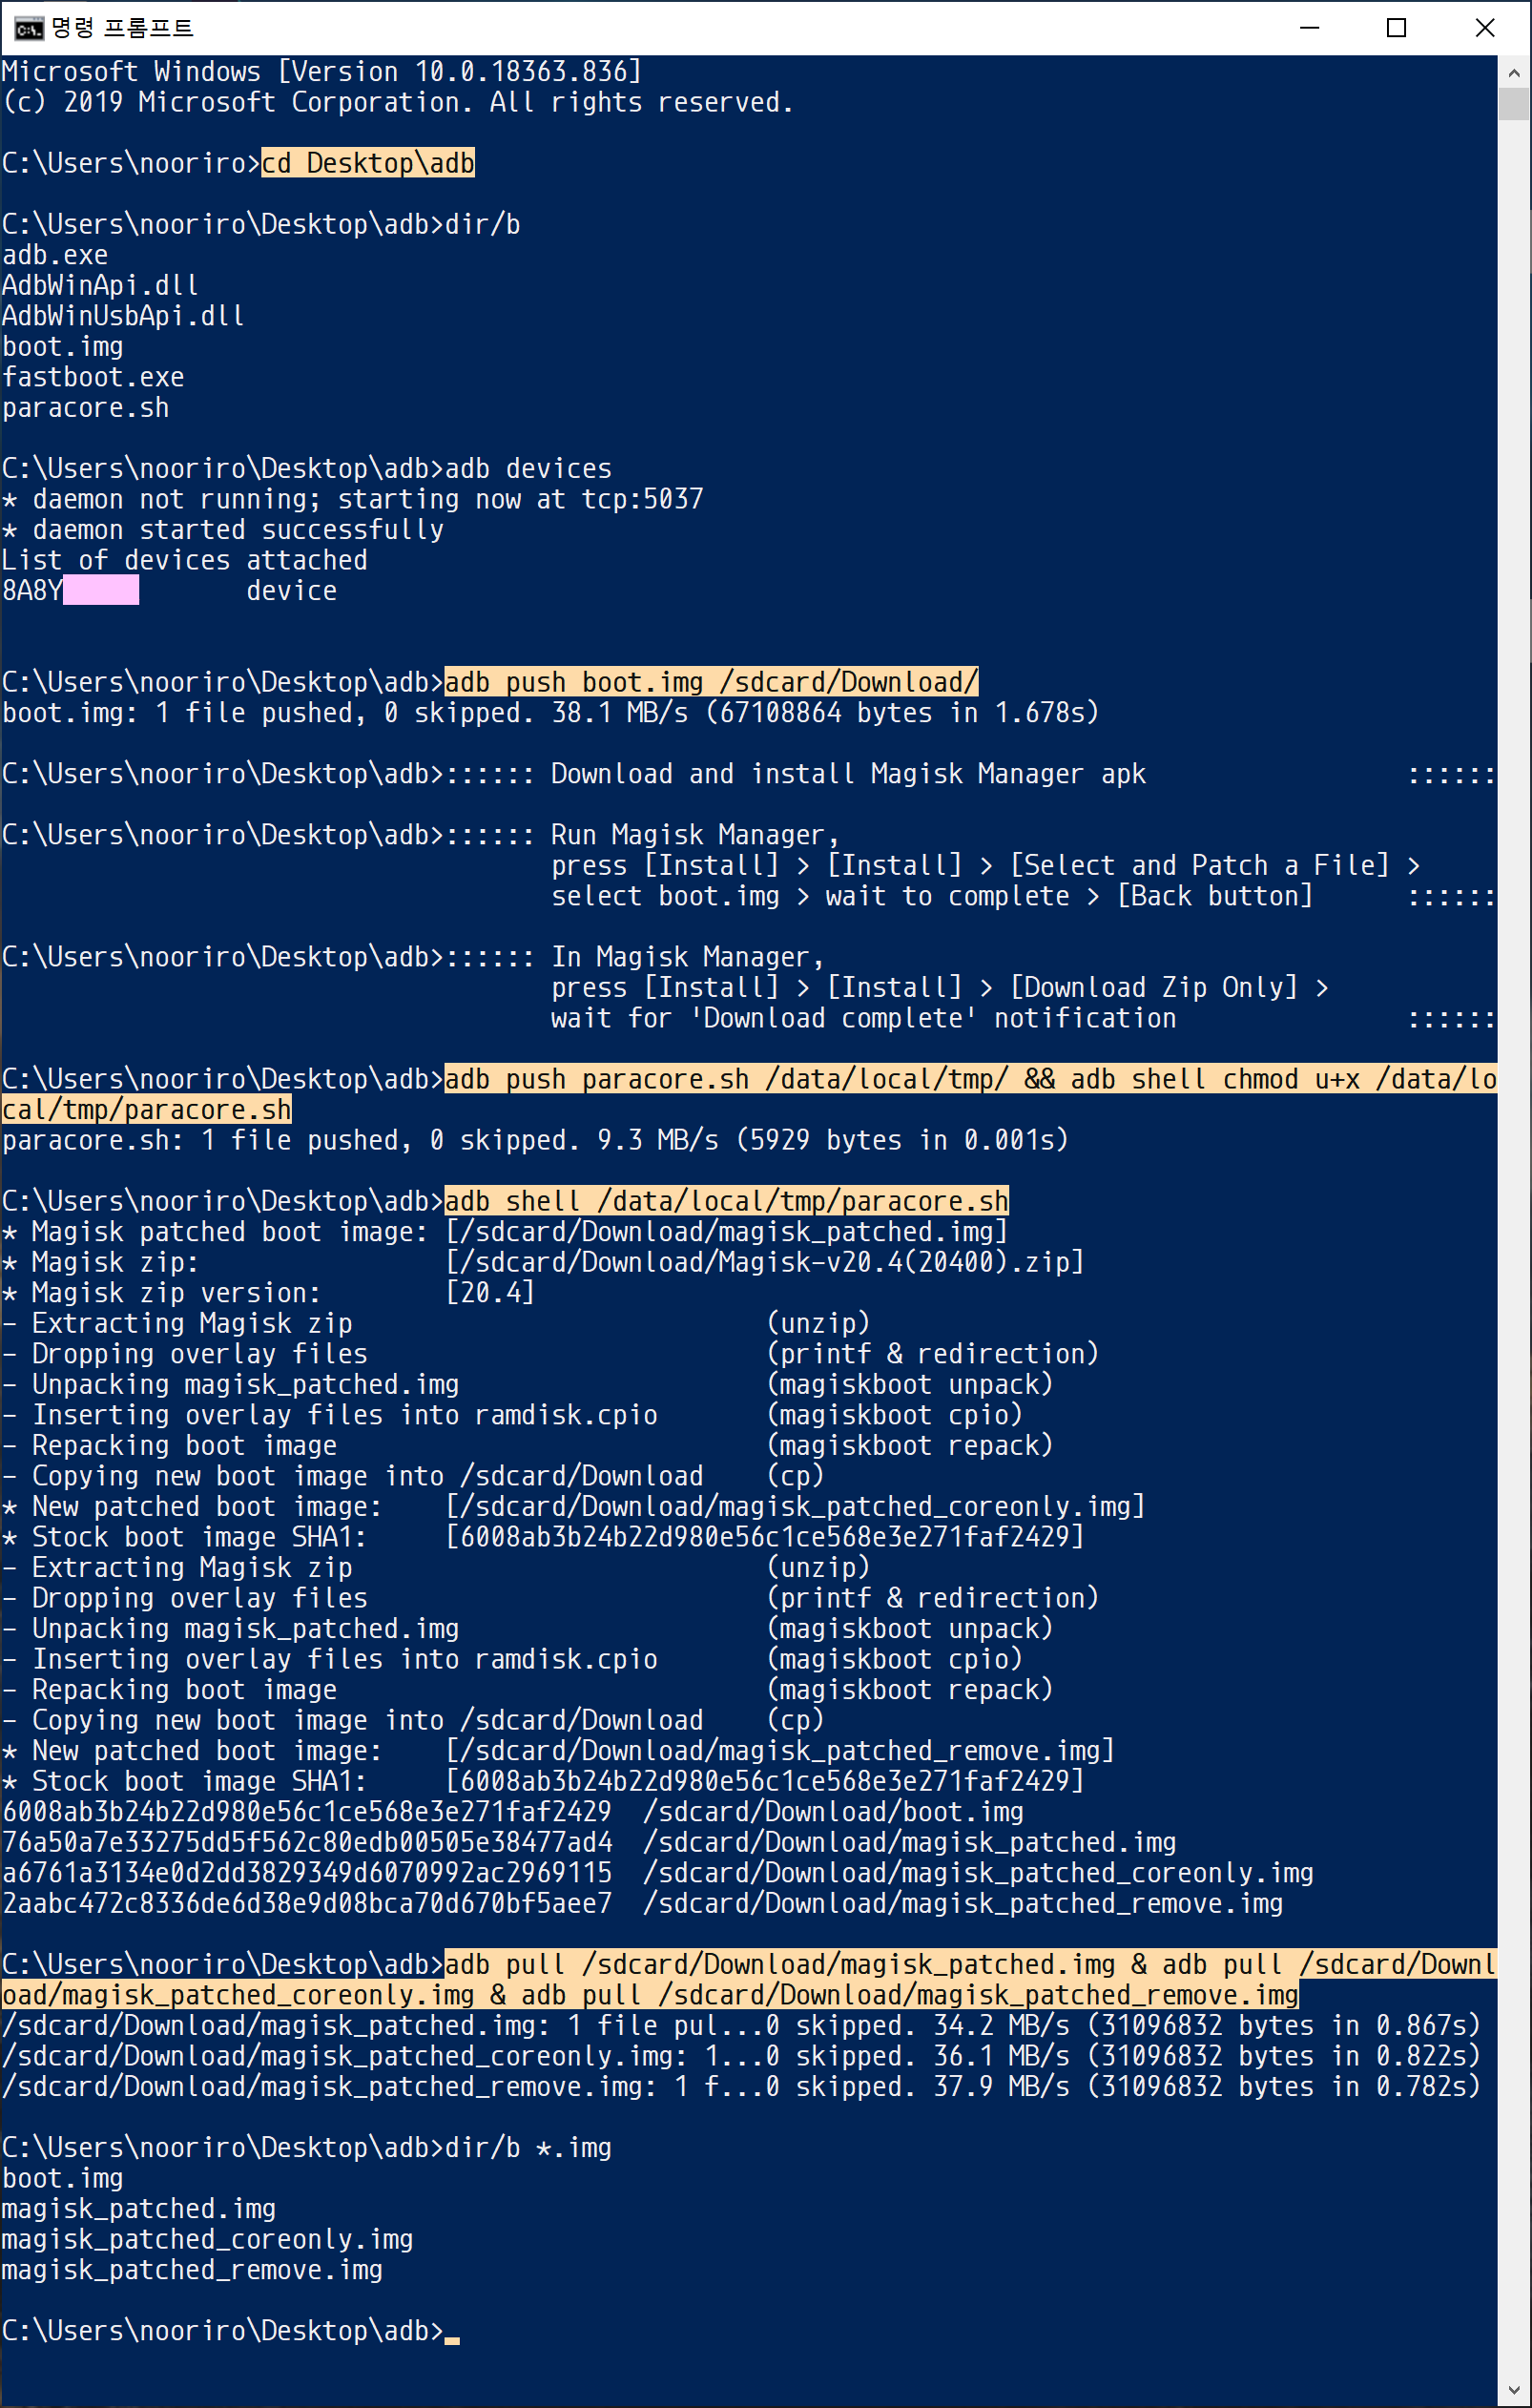 명령 프롬프트
Microsoft Windows [Version 10.0.18363.836]
(c) 2019 Microsoft Corporation. All rights reserved.
C:\Users\nooriro>cd Desktop\adb
C:\Users\nooriro\Desktop\adb>dir/b
adb.exe
AdbWinApi.dll
AdbWinUsbApi.dll
boot.img
fastboot.exe
paracore.sh
C:\Users\nooriro\Desktop\adb>adb devices
* daemon not running; starting now at tcp:5037
* daemon started successfully
List of devices attached
8A8Y       device
C:\Users\nooriro\Desktop\adb>adb push boot.img /sdcard/Download/
boot.img: 1 file pushed, 0 skipped. 38.1 MB/s (67108864 bytes in 1.678s)
C:\Users\nooriro\Desktop\adb>:::::: Download and install Magisk Manager apk                 ::::::
C:\Users\nooriro\Desktop\adb>:::::: Run Magisk Manager,
press [Install] > [Install] > [Select and Patch a File] >
select boot.img > wait to complete > [Back button]      ::::::
C:\Users\nooriro\Desktop\adb>:::::: In Magisk Manager,
press [Install] > [Install] > [Download Zip Only] >
wait for 'Download complete' notification               ::::::
C:\Users\nooriro\Desktop\adb>adb push paracore.sh /data/local/tmp/ && adb shell chmod u+x /data/lo
cal/tmp/paracore.sh
paracore.sh: 1 file pushed, 0 skipped. 9.3 MB/s (5929 bytes in 0.001s)
C:\Users\nooriro\Desktop\adb>adb shell /data/local/tmp/paracore.sh
* Magisk patched boot image: [/sdcard/Download/magisk_patched.img]
* Magisk zip:                [/sdcard/Download/Magisk-v20.4(20400).zip]
* Magisk zip version:        [20.4]
- Extracting Magisk zip                           (unzip)
- Dropping overlay files                          (printf & redirection)
- Unpacking magisk_patched.img                    (magiskboot unpack)
- Inserting overlay files into ramdisk.cpio       (magiskboot cpio)
- Repacking boot image                            (magiskboot repack)
- Copying new boot image into /sdcard/Download    (cp)
* New patched boot image:    [/sdcard/Download/magisk_patched_coreonly.img]
* Stock boot image SHA1:     [6008ab3b24b22d980e56c1ce568e3e271faf2429]
- Extracting Magisk zip                           (unzip)
- Dropping overlay files                          (printf & redirection)
- Unpacking magisk_patched.img                    (magiskboot unpack)
- Inserting overlay files into ramdisk.cpio       (magiskboot cpio)
- Repacking boot image                            (magiskboot repack)
- Copying new boot image into /sdcard/Download    (cp)
* New patched boot image:    [/sdcard/Download/magisk_patched_remove.img]
* Stock boot image SHA1:     [6008ab3b24b22d980e56c1ce568e3e271faf2429]
6008ab3b24b22d980e56c1ce568e3e271faf2429  /sdcard/Download/boot.img
76a50a7e33275dd5f562c80edb00505e38477ad4  /sdcard/Download/magisk_patched.img
a6761a3134e0d2dd3829349d6070992ac2969115  /sdcard/Download/magisk_patched_coreonly.img
2aabc472c8336de6d38e9d08bca70d670bf5aee7  /sdcard/Download/magisk_patched_remove.img
C:\Users\nooriro\Desktop\adb>adb pull /sdcard/Download/magisk_patched.img & adb pull /sdcard/Downl
oad/magisk_patched_coreonly.img & adb pull /sdcard/Download/magisk_patched_remove.img
/sdcard/Download/magisk_patched.img: 1 file pul...0 skipped. 34.2 MB/s (31096832 bytes in 0.867s)
/sdcard/Download/magisk_patched_coreonly.img: 1...0 skipped. 36.1 MB/s (31096832 bytes in 0.822s)
/sdcard/Download/magisk_patched_remove.img: 1 f...0 skipped. 37.9 MB/s (31096832 bytes in 0.782s)
C:\Users\nooriro\Desktop\adb>dir/b *.img
boot.img
magisk_patched.img
magisk_patched_coreonly.img
magisk_patched_remove.img
C:\Users\nooriro\Desktop\adb>